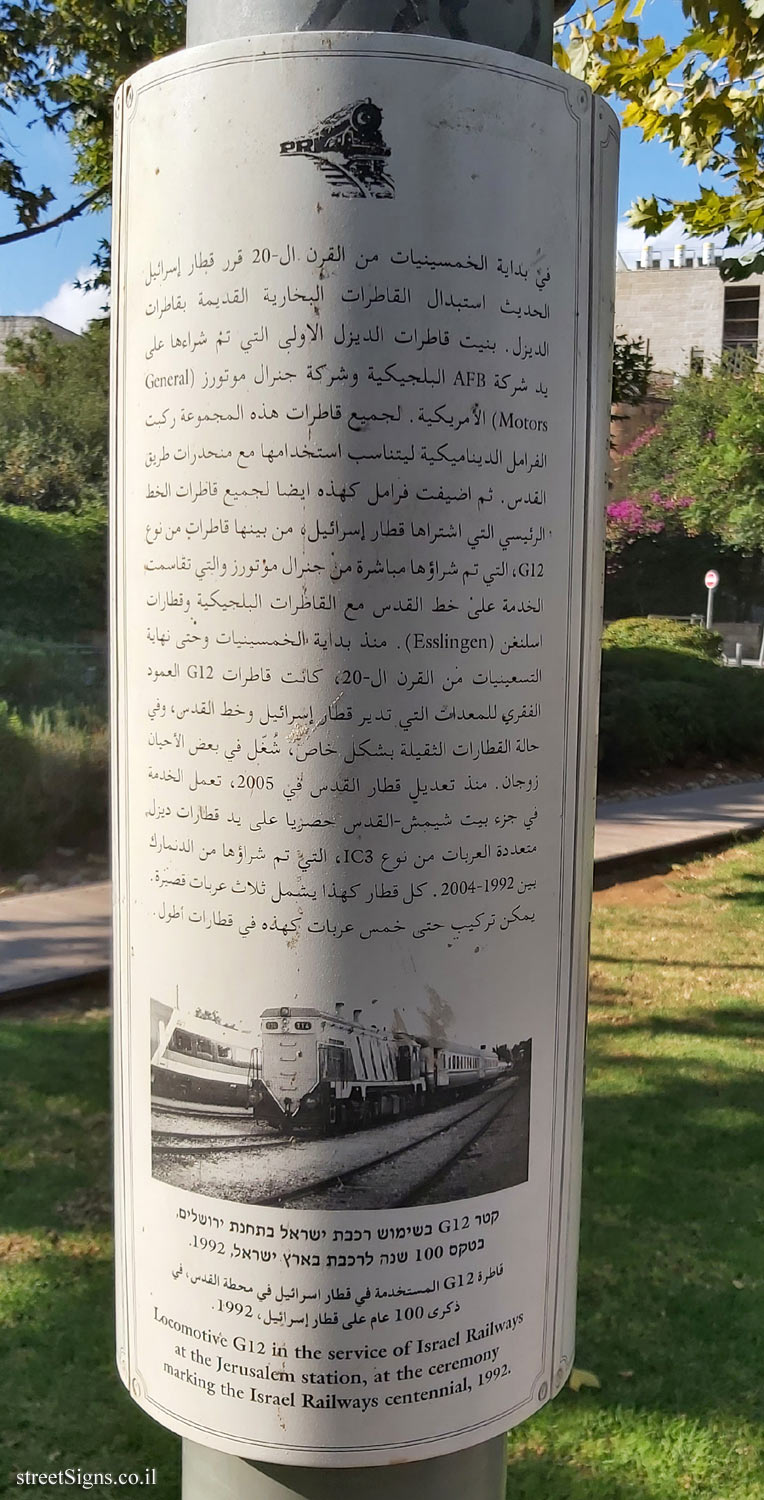 PRW
في بداية الخمسينيات من القرن ال-20 قرر قطار إسرائيل
الحديث استبدال القاطرات البخارية القديمة بقاطرات
الديزل. بنيت قاطرات الديزل الاولى التي تمْ شراءها على
يد شركة AFB البلجيكية وشركة جنرال موتورز (General
Motors) الأمريكية. لجميع قاطرات هذه المجموعة ركبت
الفرامل الديناميكية ليتناسب استخدامها مع منحدرات طريق
القدس. ثم اضيفت فرامل كهذه ايضا لجميع قاطرات الخط
الرئيسي التي اشتراها قطار إسرائيل، من بينها قاطرات من نوع
G12، التي تم شراؤها مباشرة من جنرال موتورز والتي تقاسمت
الخدمة على خط القدس مع القاطرات البلجيكية وقطارات
اسلنغن (Esslingen). منذ بداية الخمسينيات وحتى نهاية
التسعينيات من القرن ال-20، كانت قاطرات G12 العمود
الفقري للمعدات التي تدير قطار إسرائيل وخط القدس، وفي
حالة القطارات الثقيلة بشكل خاص، شُغّل في بعض الأحيان
زوجان. منذ تعديل قطار القدس في 2005، تعمل الخدمة
في جزء بيت شيمش-القدس حصريا على يد قطارات ديزل
متعددة العربات من نوع IC3، التي تم شراؤها من الدنمارك
بين 1992-2004. كل قطار كهذا يشمل ثلاث عربات قصيرة.
يمكن تركيب حتى خمس عربات كهذه في قطارات أطول.
קטר G12 בשימוש רכבת ישראל בתחנת ירושלים,
בטקס 100 שנה לרכבת בארץ ישראל, 1992.
قاطرة G12 المستخدمة في قطار اسرائيل في محطة القدس، في
ذكرى 100 عام على قطار إسرائيل، 1992.
Locomotive G12 in the service of Israel Railways
at the Jerusalem station, at the ceremony
marking the Israel Railways centennial, 1992.
streetSigns.co.il